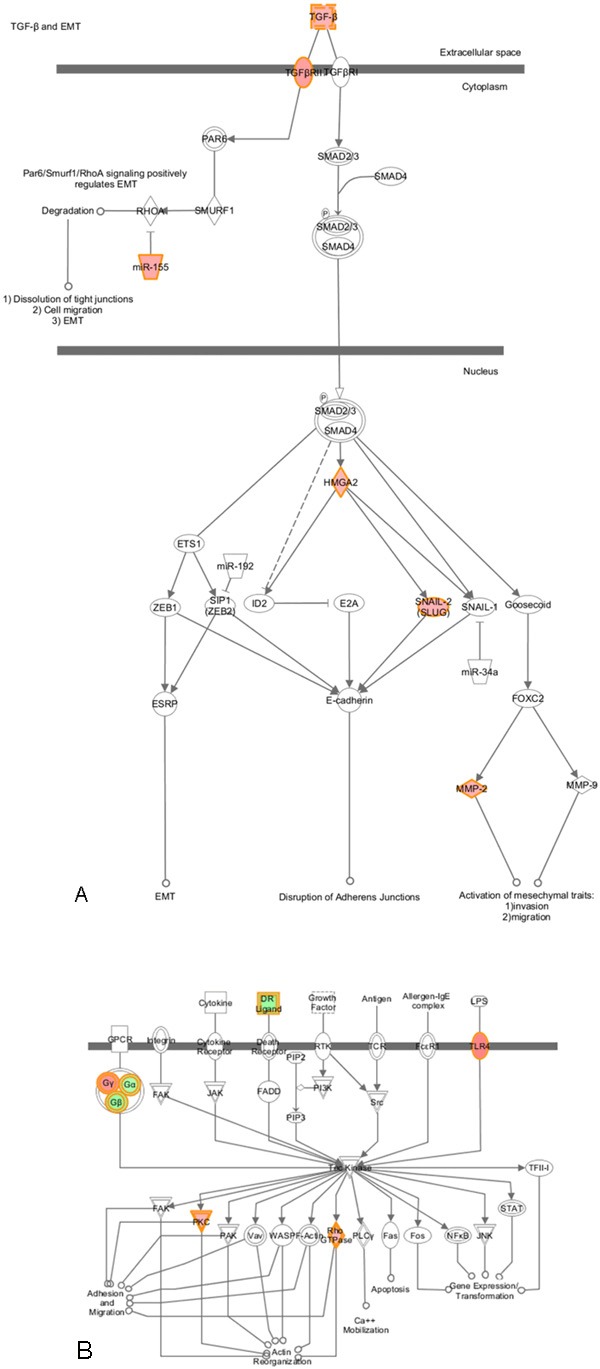 TGF-β and EMT
TGF-β
Extracellular space
TGFβRII
TGFβRI
Cytoplasm
PAR6
SMAD2/3
Par6/Smurf1/RhoA signaling positively
regulates EMT
SMAD4
Degradation
RHOA
SMURF1
P
SMAD2/3
SMAD4
miR-155
1) Dissolution of tight junctions
2) Cell migration
3) EMT
Nucleus
P
SMAD2/3
SMAD4
HMGA2
ETS1
miR-192
ZEB1
SIP1
(ZEB2)
ID2
E2A
SNAIL-2
(SLUG)
SNAIL-1
Goosecoid
miR-34a
ESRP
E-cadherin
FOXC2
MMP-2
MMP-9
A
EMT
Disruption of Adherens Junctions
Activation of mesechymal traits:
1)invasion
2)migration
Cytokine
DR
Ligand
Growth
Factor
Antigen
Allergen-IgE
complex
LPS
GPCR
Integrin
Cytokine
Receptor
Death
Receptor
RTK
TCR
FcεR1
TLR4
PIP2
Gγ
Gα
Gβ
FAK
JAK
FADD
PI3K
Src
PIP3
Tec Kinase
TFII-I
FAK
PKC
PAK
Vav
WASP
F-Actin
Rho
GTPase
PLCγ
Fas
Fos
NFκB
JNK
STAT
Adhesion
and
Migration
Apoptosis
Gene Expression/
Transformation
Ca++
Mobilization
Actin
Reorganization
B